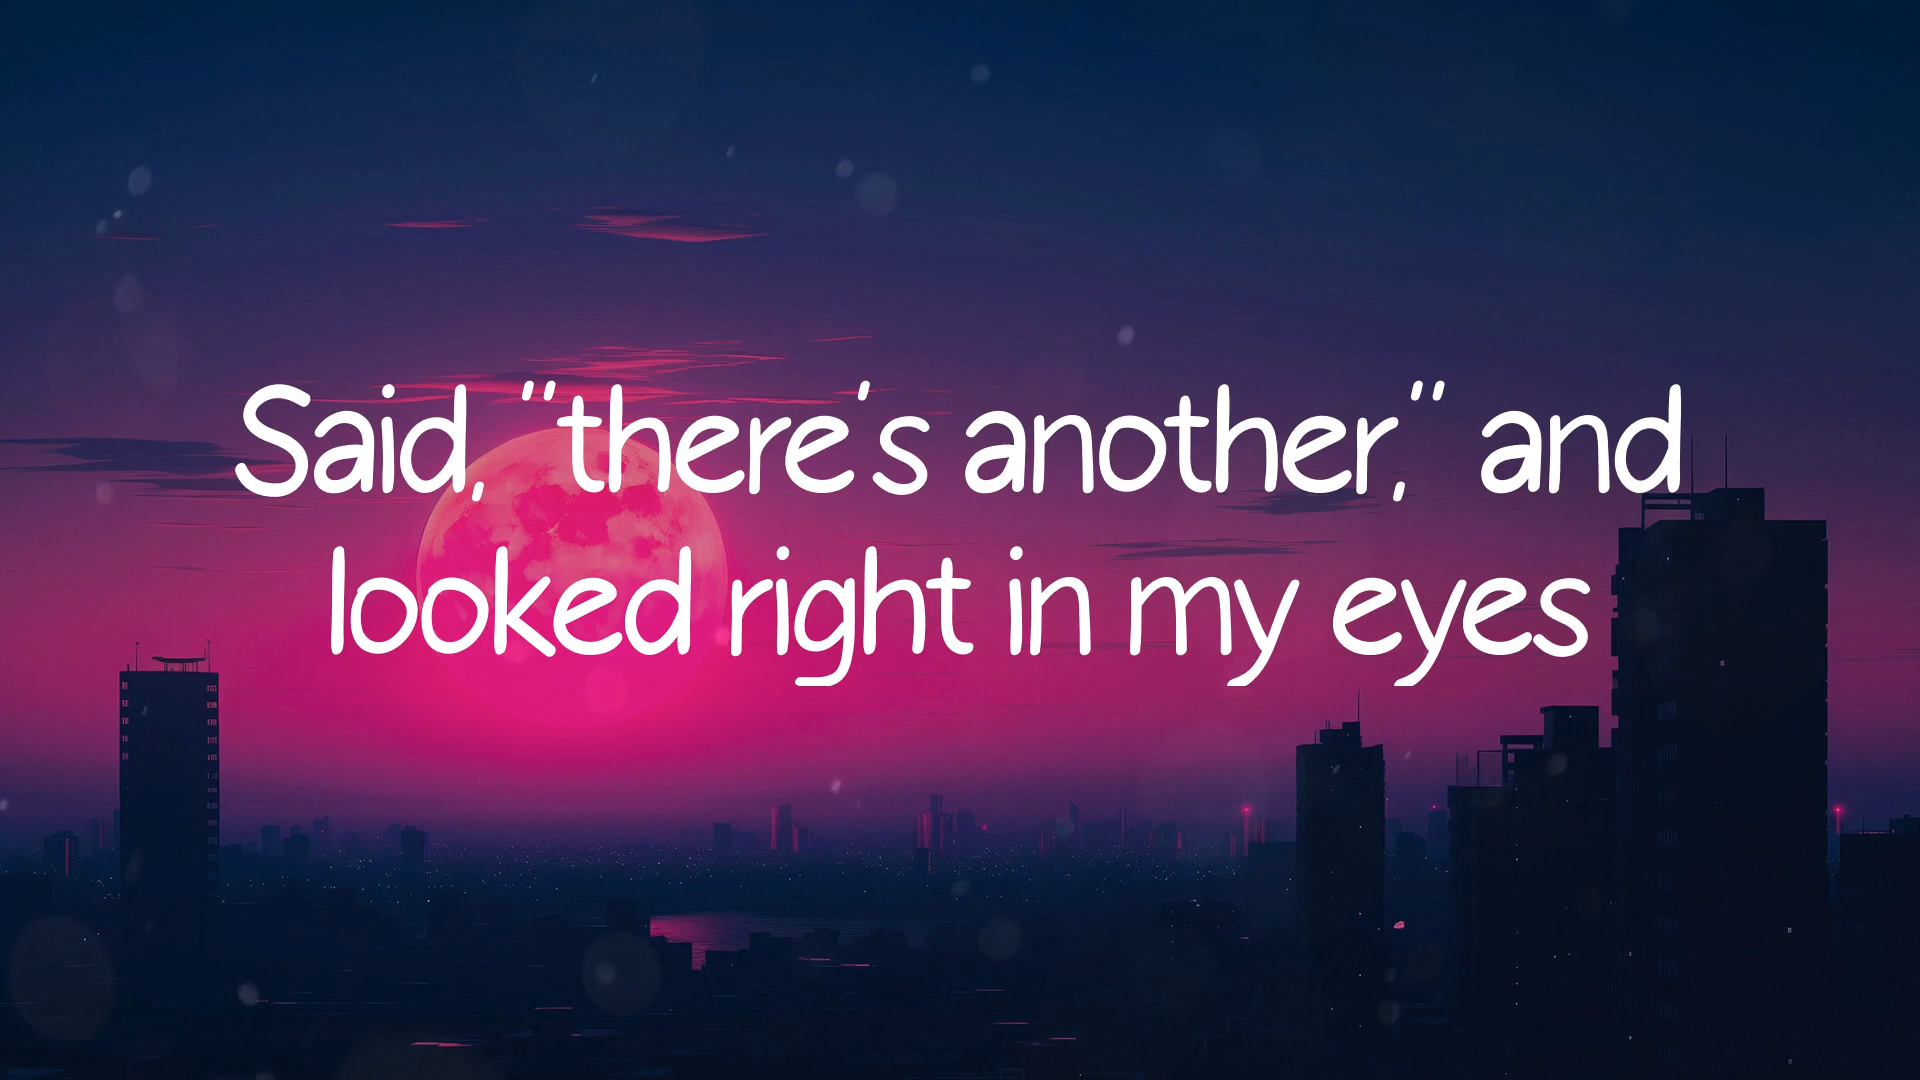 Said, "there's another," and
looked right in my eyes